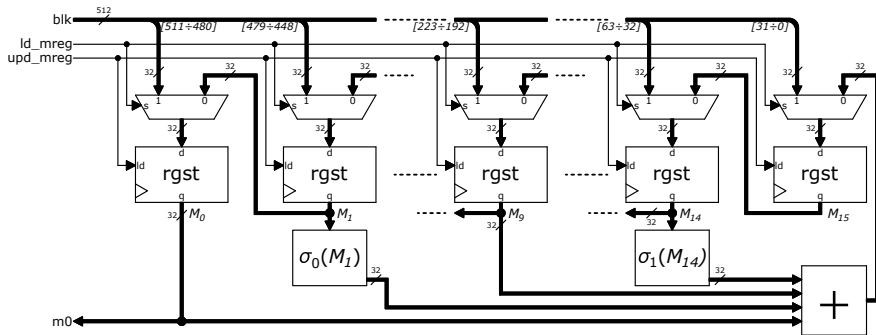 blk 512
[511÷480] [479÷448] [223÷192] [63÷32] [31÷0]
ld_mreg
upd_mreg
32 32 32 32 32 32 32 32 32
1 0 1 0 1 0 1 0 1 0
s s s s s
32 32 32 32 32
d d d d d
ld ld ld ld ld
rgst rgst rgst rgst rgst
q q q q q
32 M0 M1 32 M9 32 M14 M15
σ0(M1) σ1(M14)
32 32
+
m0